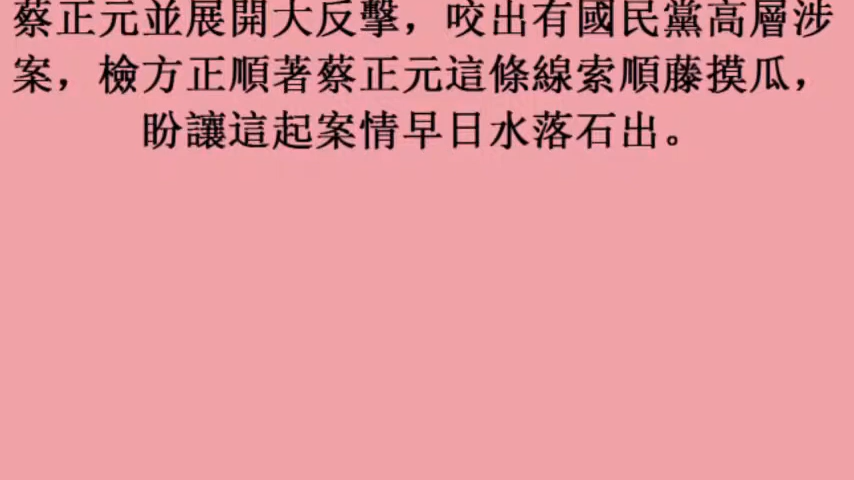 蔡正元並展開大反擊，咬出有國民黨高層涉
案，檢方正順著蔡正元這條線索順藤摸瓜，
盼讓這起案情早日水落石出。